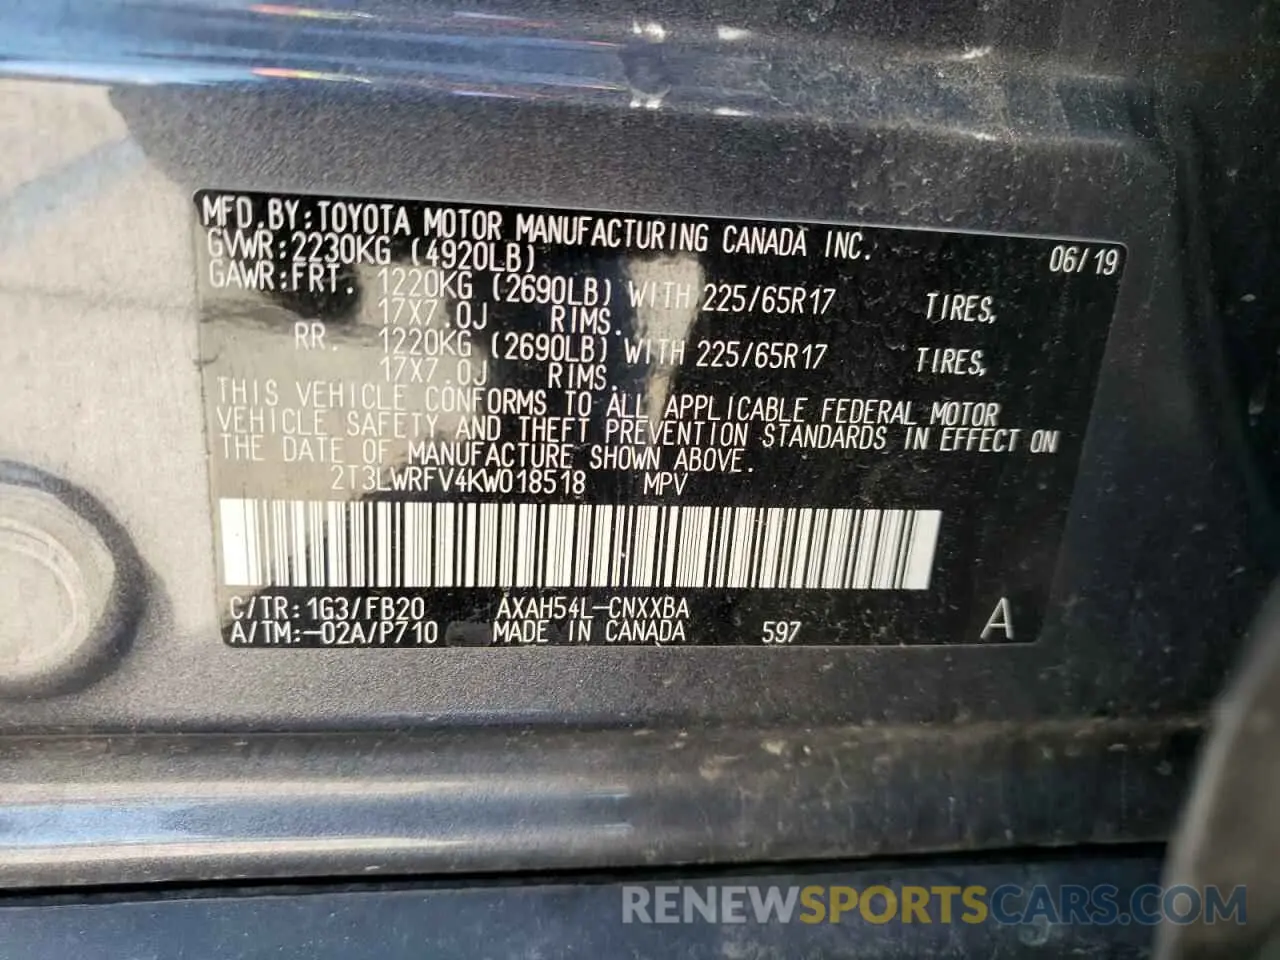 MFD.BY:TOYOTA MOTOR MANUFACTURING CANADA INC. 06/19
GVWR:2230KG (4920LB)
GAWR:FRT. 1220KG (2690LB) WITH 225/65R17 TIRES,
17X7.0J RIMS.
RR. 1220KG (2690LB) WITH 225/65R17 TIRES,
17X7.0J RIMS.
THIS VEHICLE CONFORMS TO ALL APPLICABLE FEDERAL MOTOR
VEHICLE SAFETY AND THEFT PREVENTION STANDARDS IN EFFECT ON
THE DATE OF MANUFACTURE SHOWN ABOVE.
2T3LWRFV4KW018518 MPV
C/TR:1G3/FB20 AXAH54L-CNXXBA
A/TM:-02A/P710 MADE IN CANADA 597 A
RENEWSPORTSCARS.COM